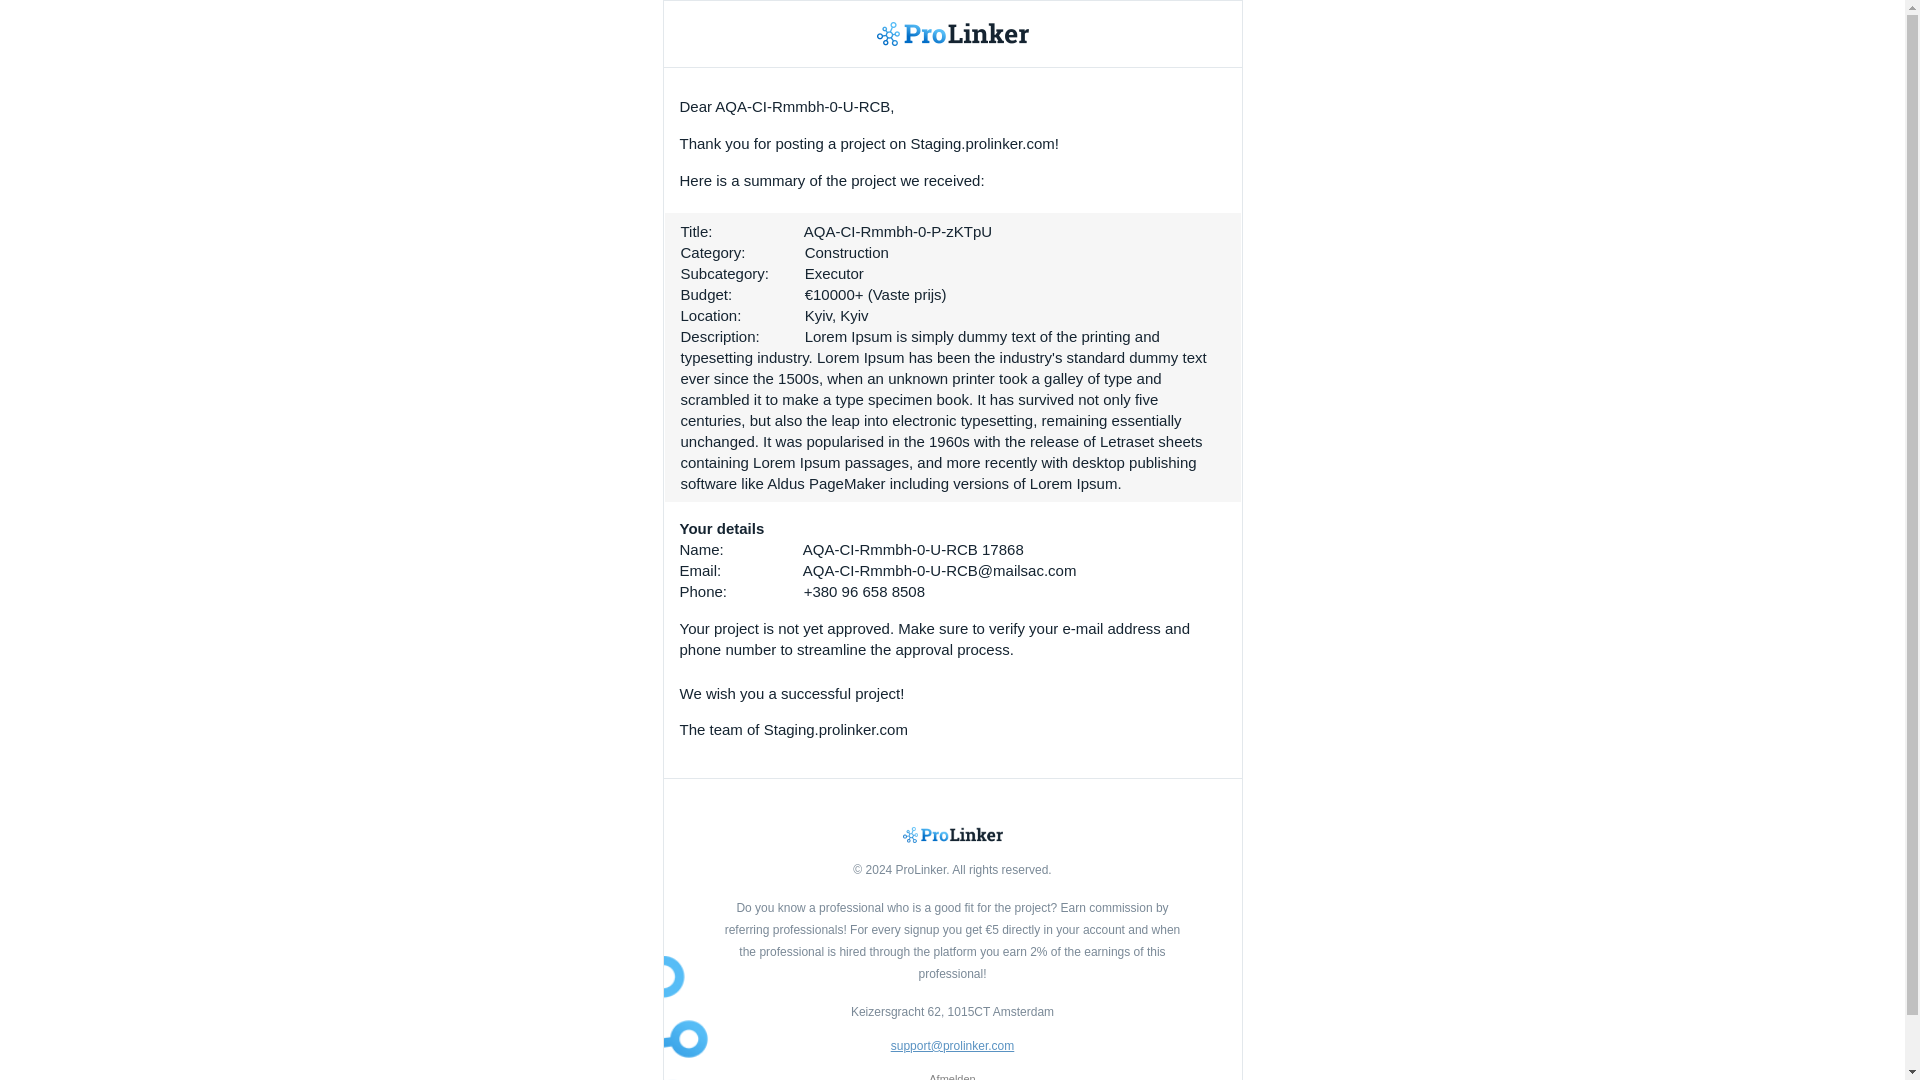 ProLinker
Dear AQA-CI-Rmmbh-0-U-RCB,
Thank you for posting a project on Staging.prolinker.com!
Here is a summary of the project we received:
Title: AQA-CI-Rmmbh-0-P-zKTpU
Category: Construction
Subcategory: Executor
Budget: €10000+ (Vaste prijs)
Location: Kyiv, Kyiv
Description: Lorem Ipsum is simply dummy text of the printing and
typesetting industry. Lorem Ipsum has been the industry's standard dummy text
ever since the 1500s, when an unknown printer took a galley of type and
scrambled it to make a type specimen book. It has survived not only five
centuries, but also the leap into electronic typesetting, remaining essentially
unchanged. It was popularised in the 1960s with the release of Letraset sheets
containing Lorem Ipsum passages, and more recently with desktop publishing
software like Aldus PageMaker including versions of Lorem Ipsum.
Your details
Name: AQA-CI-Rmmbh-0-U-RCB 17868
Email: AQA-CI-Rmmbh-0-U-RCB@mailsac.com
Phone: +380 96 658 8508
Your project is not yet approved. Make sure to verify your e-mail address and
phone number to streamline the approval process.
We wish you a successful project!
The team of Staging.prolinker.com
ProLinker
© 2024 ProLinker. All rights reserved.
Do you know a professional who is a good fit for the project? Earn commission by
referring professionals! For every signup you get €5 directly in your account and when
the professional is hired through the platform you earn 2% of the earnings of this
professional!
Keizersgracht 62, 1015CT Amsterdam
support@prolinker.com
Afmelden